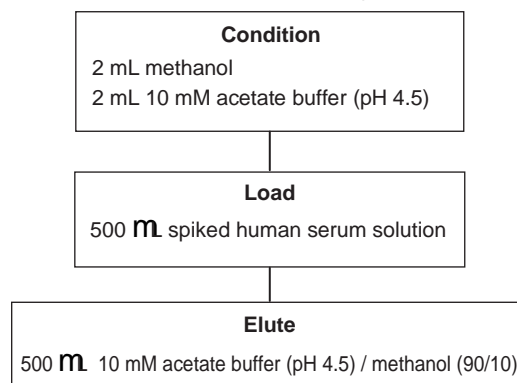 Condition
2 mL methanol
2 mL 10 mM acetate buffer (pH 4.5)
Load
500 mL spiked human serum solution
Elute
500 mL 10 mM acetate buffer (pH 4.5) / methanol (90/10)